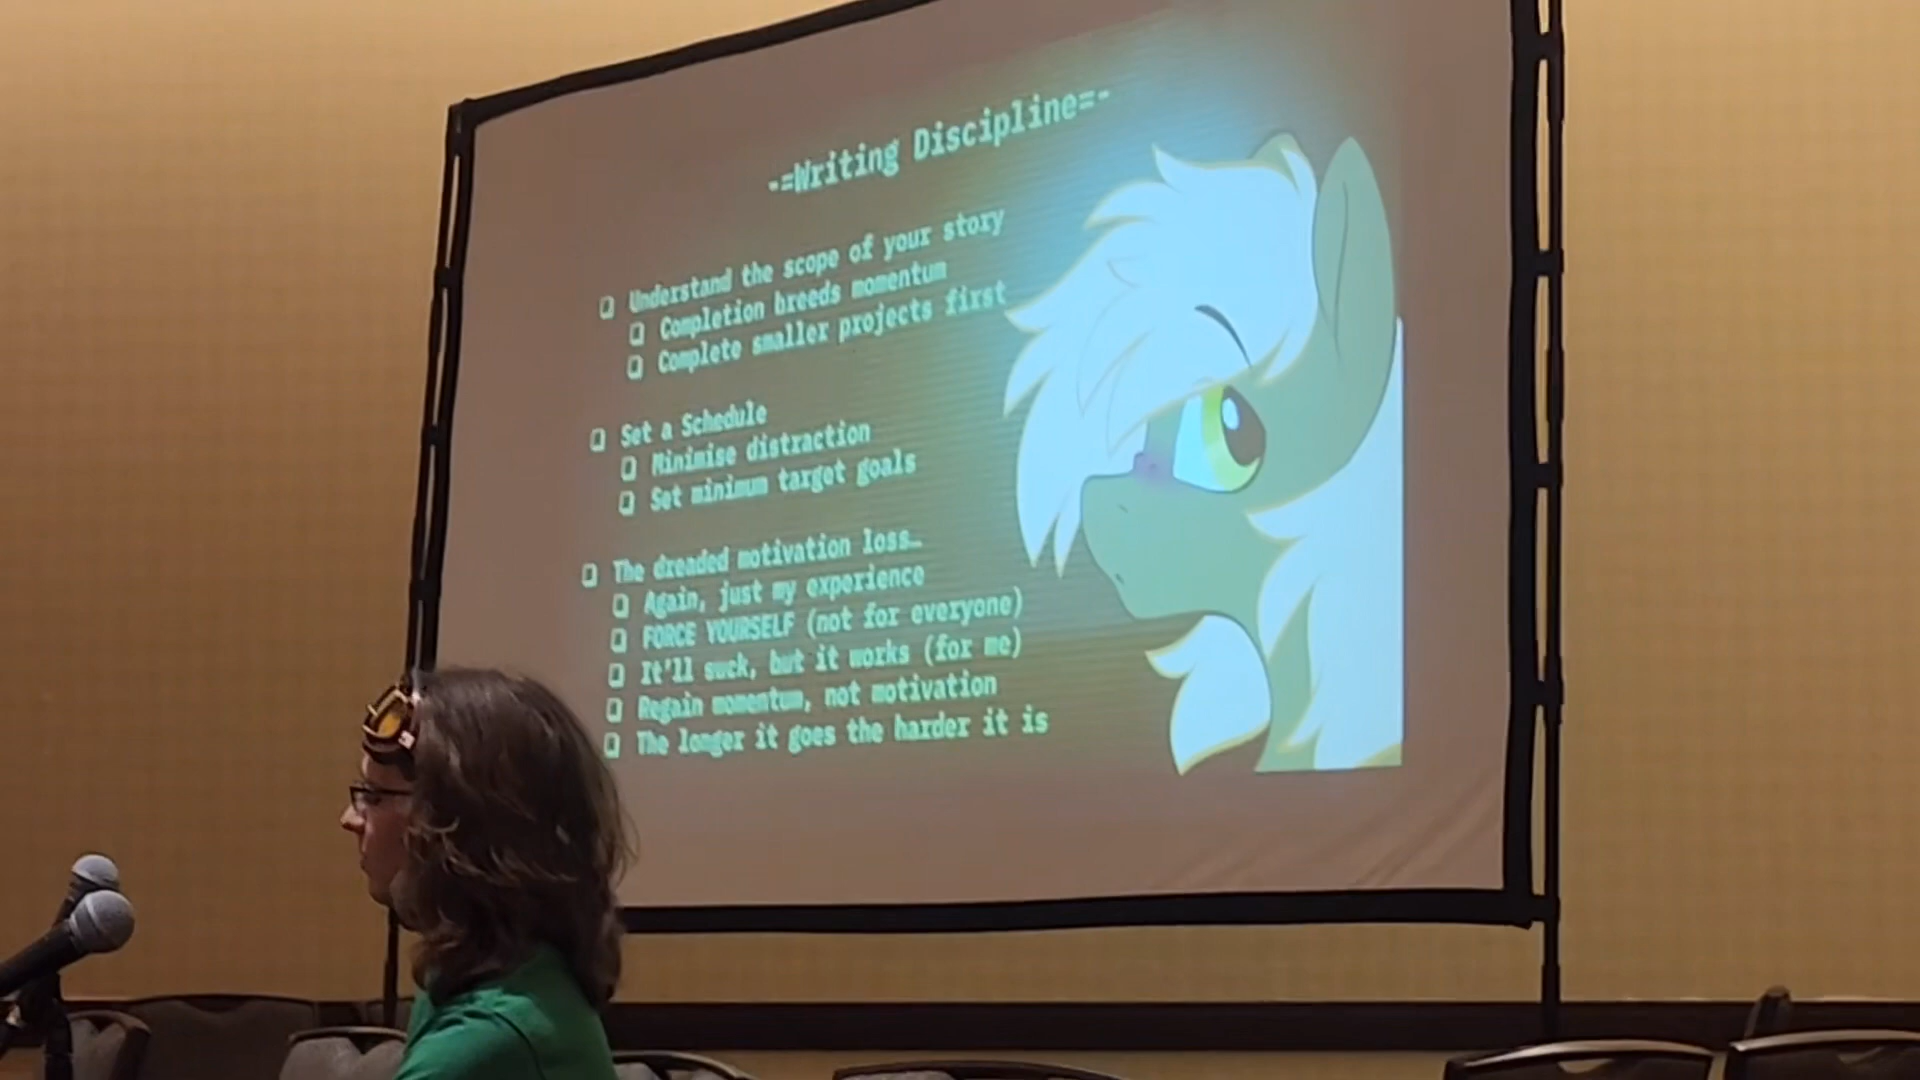 -=Writing Discipline=-
Understand the scope of your story
Completion breeds momentum
Complete smaller projects first
Set a Schedule
Minimise distraction
Set minimum target goals
The dreaded motivation loss…
Again, just my experience
FORCE YOURSELF (not for everyone)
It'll suck, but it works (for me)
Regain momentum, not motivation
The longer it goes the harder it is